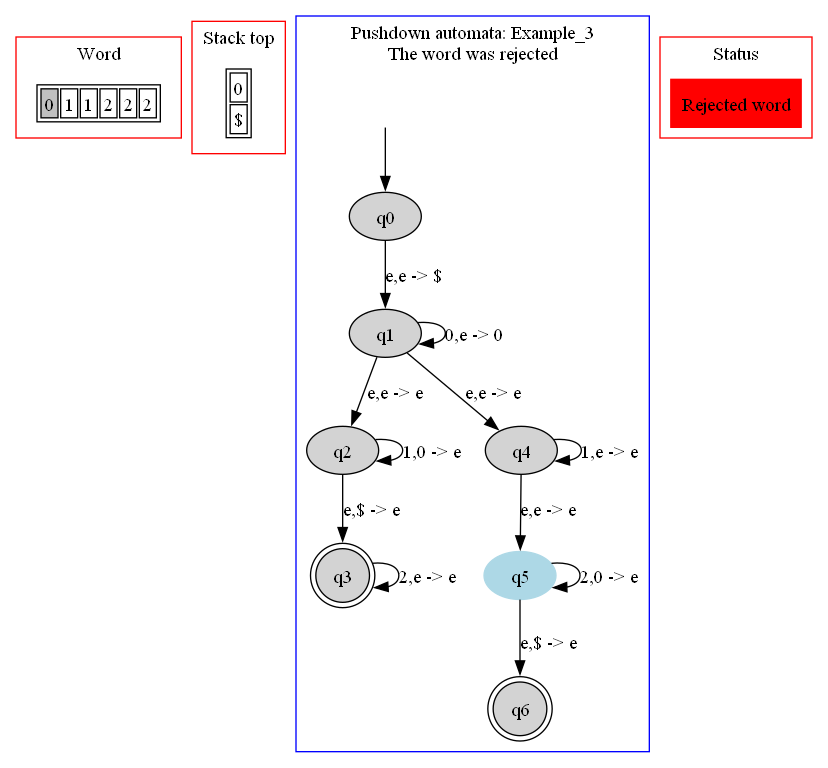 Word
0 1 1 2 2 2
Stack top
0
$
Pushdown automata: Example_3
The word was rejected
q0
e,e -> $
q1
0,e -> 0
e,e -> e
e,e -> e
q2
1,0 -> e
q4
1,e -> e
e,$ -> e
e,e -> e
q3
2,e -> e
q5
2,0 -> e
e,$ -> e
q6
Status
Rejected word